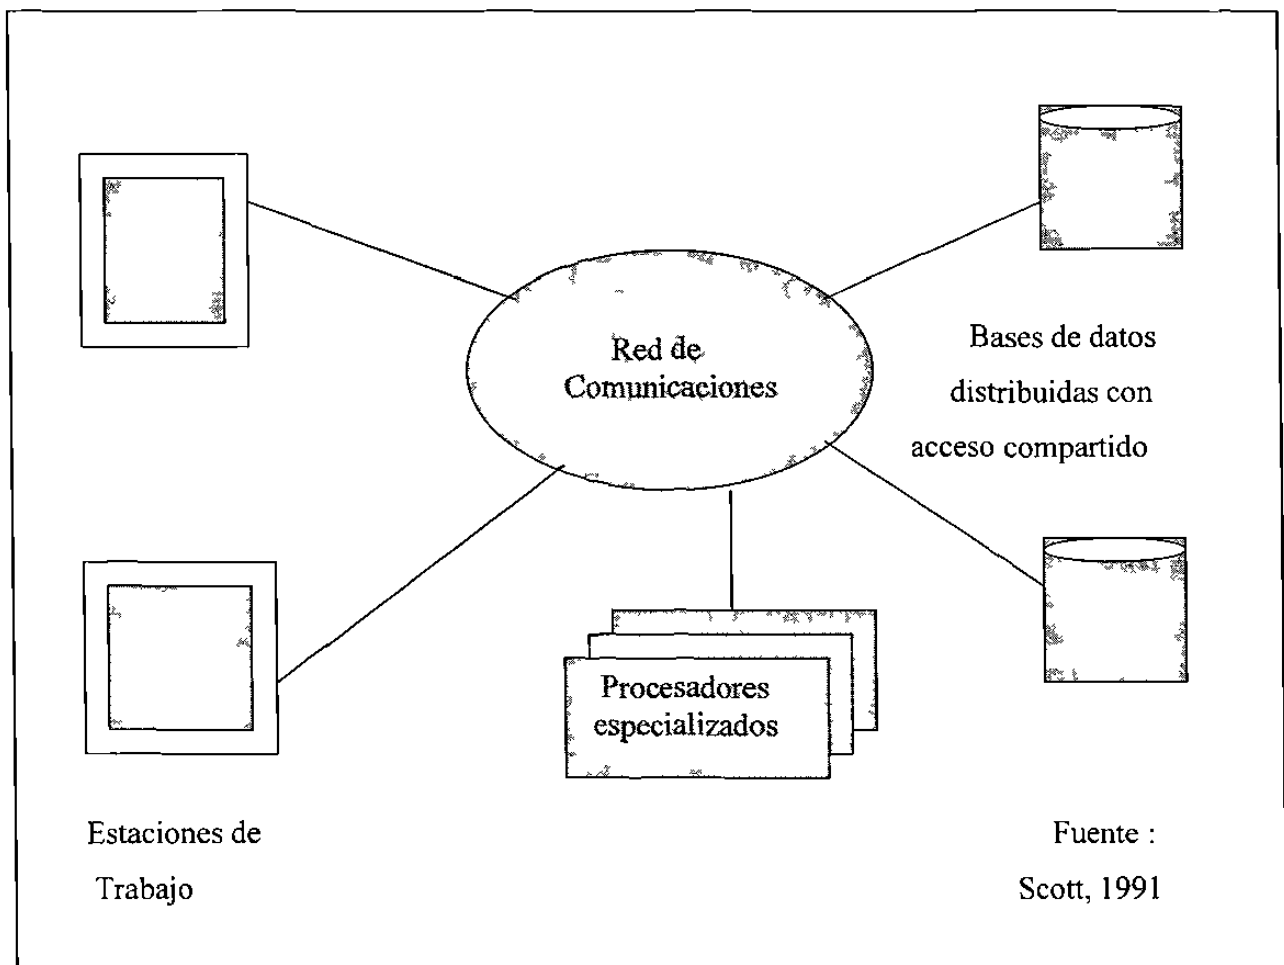 Red de
Comunicaciones
Bases de datos
distribuidas con
acceso compartido
Procesadores
especializados
Estaciones de
Trabajo
Fuente :
Scott, 1991